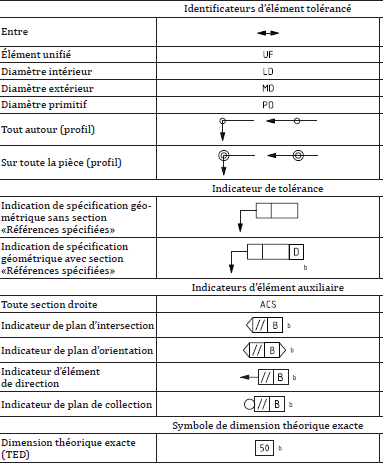 Identificateurs d'élément tolérancé
Entre
Élément unifié UF
Diamètre intérieur LD
Diamètre extérieur MD
Diamètre primitif PD
Tout autour (profil)
Sur toute la pièce (profil)
Indicateur de tolérance
Indication de spécification géo-
métrique sans section
«Références spécifiées»
Indication de spécification
géométrique avec section
«Références spécifiées»
D b
Indicateurs d'élément auxiliaire
Toute section droite ACS
Indicateur de plan d'intersection // B b
Indicateur de plan d'orientation // B b
Indicateur d'élément
de direction
// B b
Indicateur de plan de collection // B b
Symbole de dimension théorique exacte
Dimension théorique exacte
(TED)
50 b